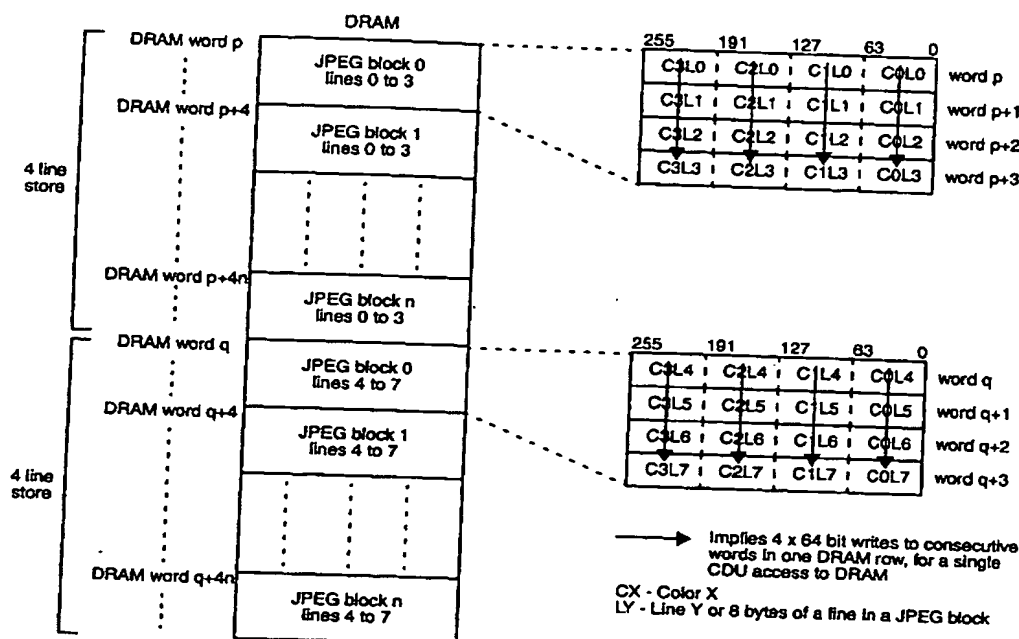 DRAM
DRAM word p
JPEG block 0
lines 0 to 3
DRAM word p+4
JPEG block 1
lines 0 to 3
4 line
store
DRAM word p+4n
JPEG block n
lines 0 to 3
DRAM word q
JPEG block 0
lines 4 to 7
DRAM word q+4
JPEG block 1
lines 4 to 7
4 line
store
DRAM word q+4n
JPEG block n
lines 4 to 7
255 191 127 63 0
C3L0 C2L0 C1L0 C0L0 word p
C3L1 C2L1 C1L1 C0L1 word p+1
C3L2 C2L2 C1L2 C0L2 word p+2
C3L3 C2L3 C1L3 C0L3 word p+3
255 191 127 63 0
C3L4 C2L4 C1L4 C0L4 word q
C3L5 C2L5 C1L5 C0L5 word q+1
C3L6 C2L6 C1L6 C0L6 word q+2
C3L7 C2L7 C1L7 C0L7 word q+3
Implies 4 x 64 bit writes to consecutive
words in one DRAM row, for a single
CDU access to DRAM
CX - Color X
LY - Line Y or 8 bytes of a line in a JPEG block